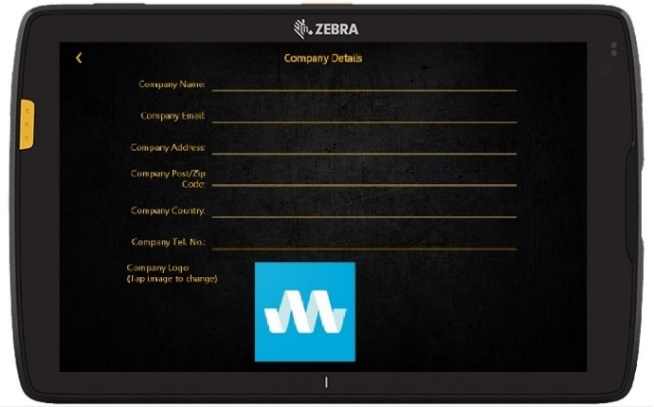 ZEBRA
Company Details
Company Name:
Company Email:
Company Address:
Company Post/Zip
Code:
Company Country:
Company Tel. No.:
Company Logo
(Tap image to change)